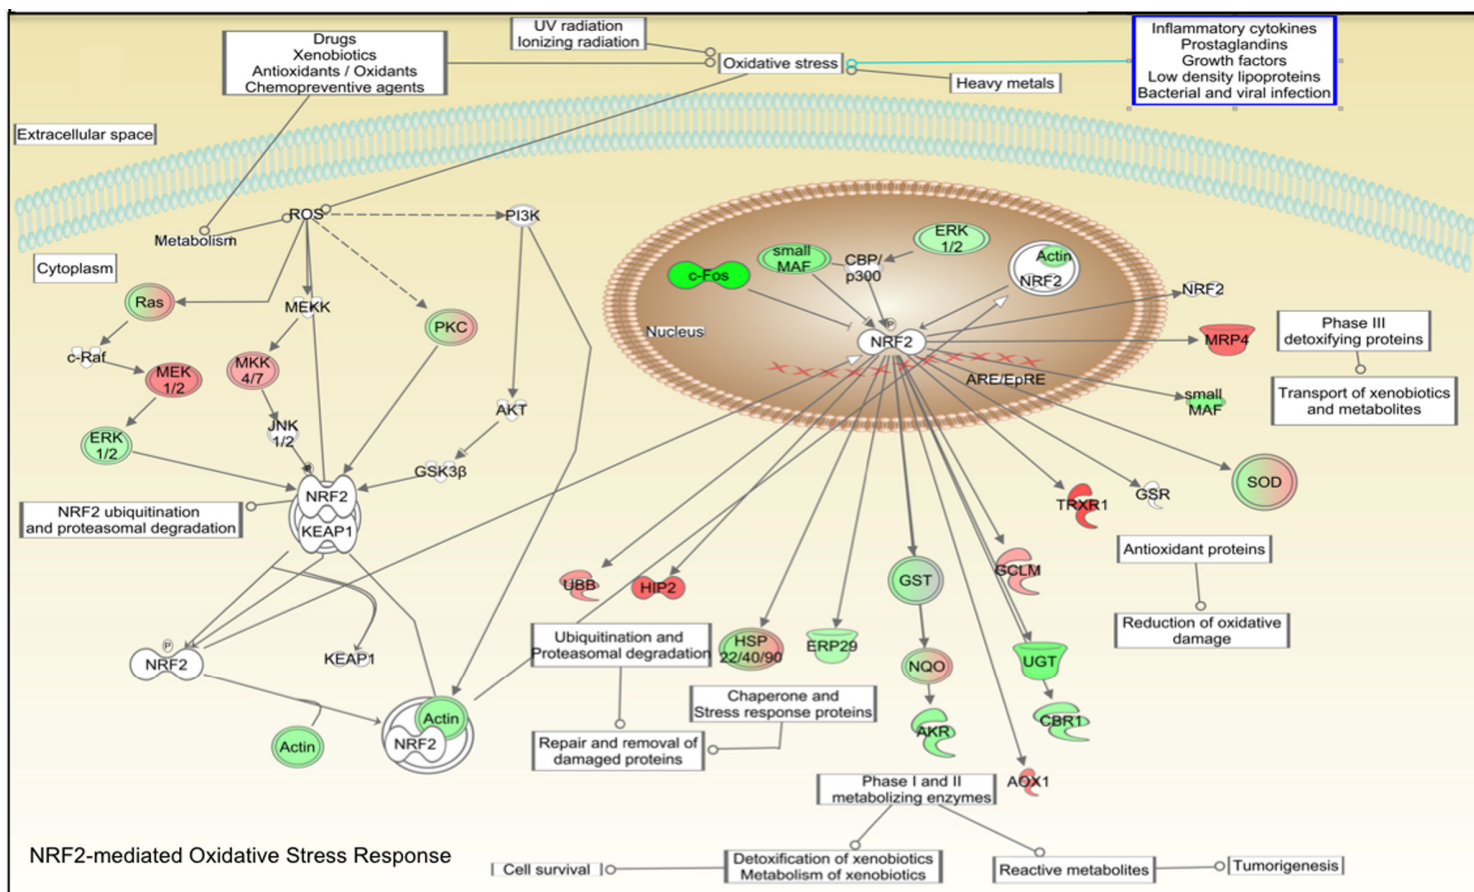 Drugs
Xenobiotics
Antioxidants / Oxidants
Chemopreventive agents
UV radiation
Ionizing radiation
Oxidative stress
Heavy metals
Inflammatory cytokines
Prostaglandins
Growth factors
Low density lipoproteins
Bacterial and viral infection
Extracellular space
ROS
PI3K
Metabolism
Cytoplasm
Ras
MEKK
PKC
c-Raf
MEK
1/2
MKK
4/7
ERK
1/2
JNK
1/2
AKT
GSK3β
P
NRF2
KEAP1
NRF2 ubiquitination
and proteasomal degradation
P
NRF2
KEAP1
Actin
Actin
NRF2
c-Fos
small
MAF
CBP/
p300
ERK
1/2
Actin
NRF2
Nucleus
P
NRF2
ARE/EpRE
NRF2
MRP4
small
MAF
Phase III
detoxifying proteins
Transport of xenobiotics
and metabolites
SOD
GSR
TRXR1
Antioxidant proteins
Reduction of oxidative
damage
UBB
HIP2
Ubiquitination and
Proteasomal degradation
HSP
22/40/90
ERP29
GST
GCLM
NQO
UGT
AKR
CBR1
AOX1
Chaperone and
Stress response proteins
Repair and removal of
damaged proteins
Phase I and II
metabolizing enzymes
NRF2-mediated Oxidative Stress Response
Cell survival
Detoxification of xenobiotics
Metabolism of xenobiotics
Reactive metabolites
Tumorigenesis